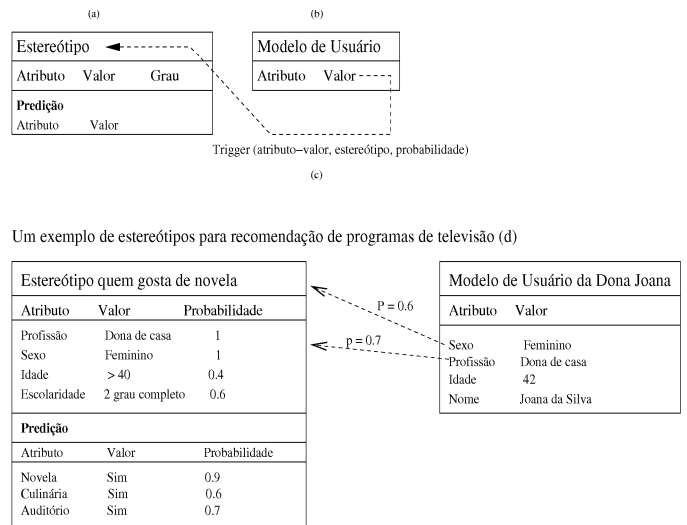 (a)
(b)
Estereótipo
Modelo de Usuário
Atributo Valor Grau
Atributo Valor
Predição
Atributo Valor
Trigger (atributo–valor, estereótipo, probabilidade)
(c)
Um exemplo de estereótipos para recomendação de programas de televisão (d)
Estereótipo quem gosta de novela
Atributo Valor Probabilidade
Profissão Dona de casa 1
Sexo Feminino 1
Idade > 40 0.4
Escolaridade 2 grau completo 0.6
Predição
Atributo Valor Probabilidade
Novela Sim 0.9
Culinária Sim 0.6
Auditório Sim 0.7
P = 0.6
p = 0.7
Modelo de Usuário da Dona Joana
Atributo Valor
Sexo Feminino
Profissão Dona de casa
Idade 42
Nome Joana da Silva